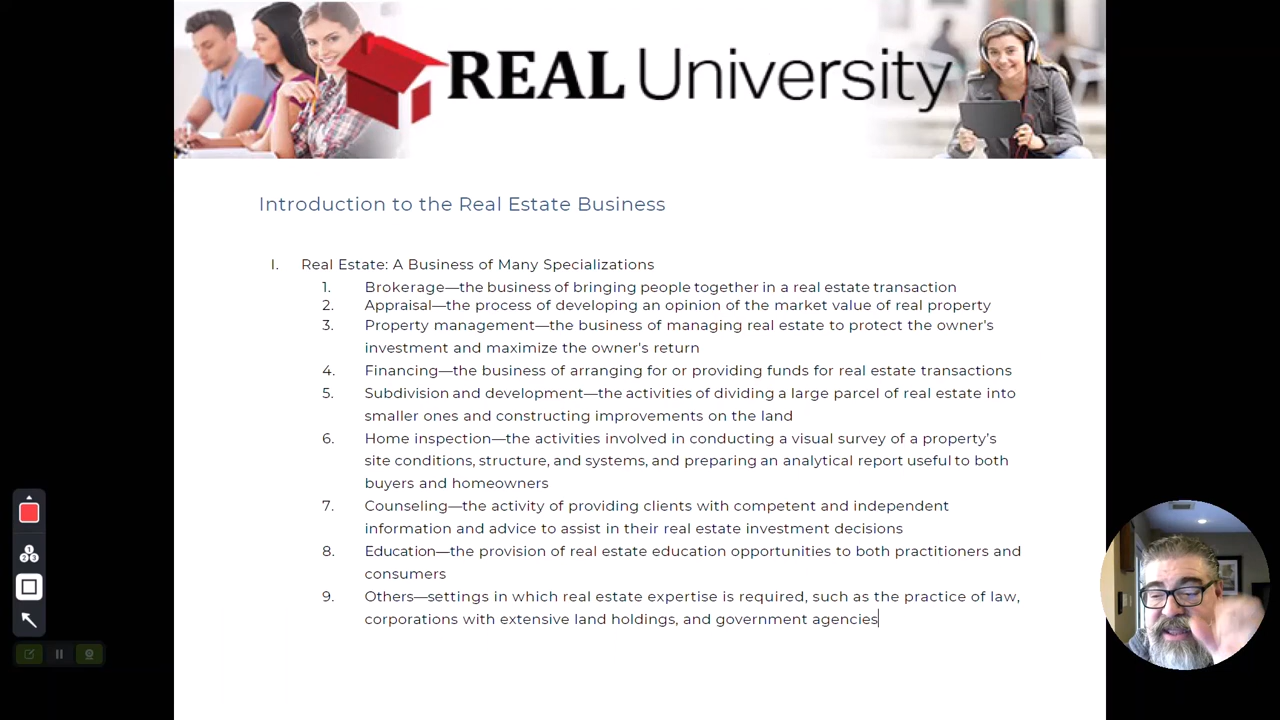 REAL University
Introduction to the Real Estate Business
I. Real Estate: A Business of Many Specializations
1. Brokerage—the business of bringing people together in a real estate transaction
2. Appraisal—the process of developing an opinion of the market value of real property
3. Property management—the business of managing real estate to protect the owner's
investment and maximize the owner's return
4. Financing—the business of arranging for or providing funds for real estate transactions
5. Subdivision and development—the activities of dividing a large parcel of real estate into
smaller ones and constructing improvements on the land
6. Home inspection—the activities involved in conducting a visual survey of a property’s
site conditions, structure, and systems, and preparing an analytical report useful to both
buyers and homeowners
7. Counseling—the activity of providing clients with competent and independent
information and advice to assist in their real estate investment decisions
8. Education—the provision of real estate education opportunities to both practitioners and
consumers
9. Others—settings in which real estate expertise is required, such as the practice of law,
corporations with extensive land holdings, and government agencies